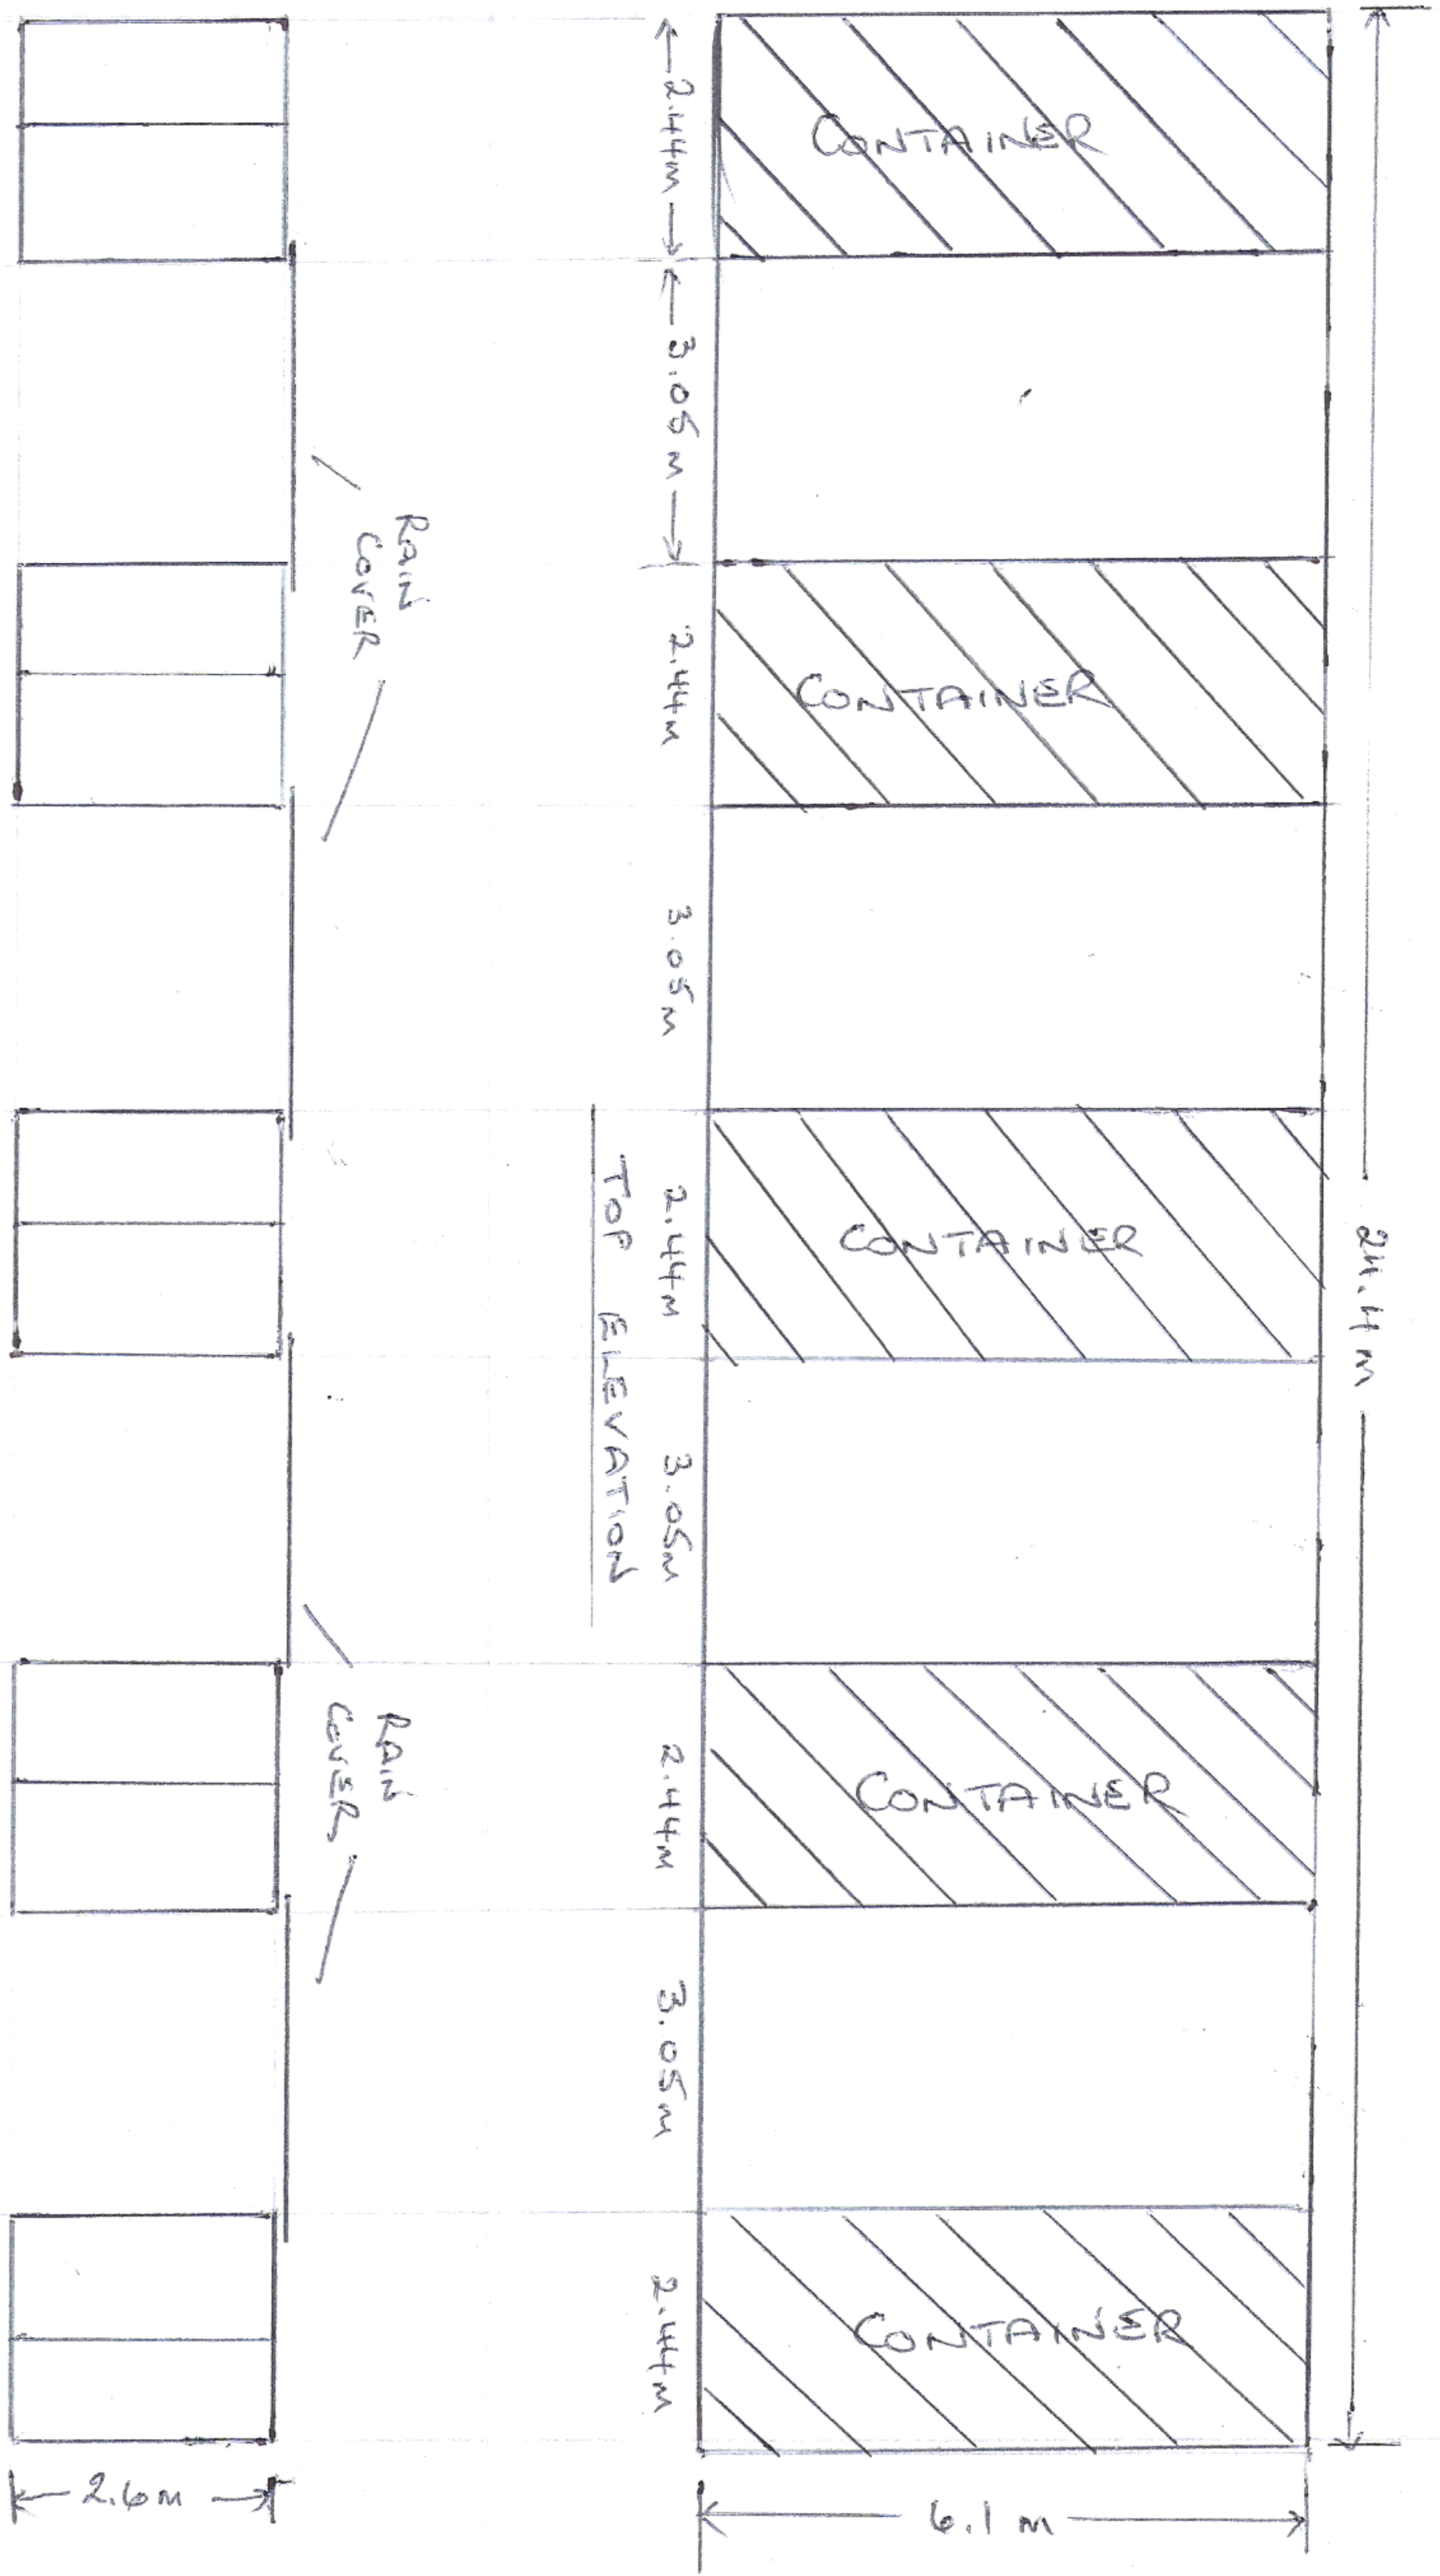 CONTAINER
CONTAINER
CONTAINER
CONTAINER
CONTAINER
2.44m
3.05m
2.44m
3.05m
2.44m
3.05m
2.44m
3.05m
2.44m
24.4m
6.1 m
TOP ELEVATION
RAIN
COVER
RAIN
COVER
2.6m